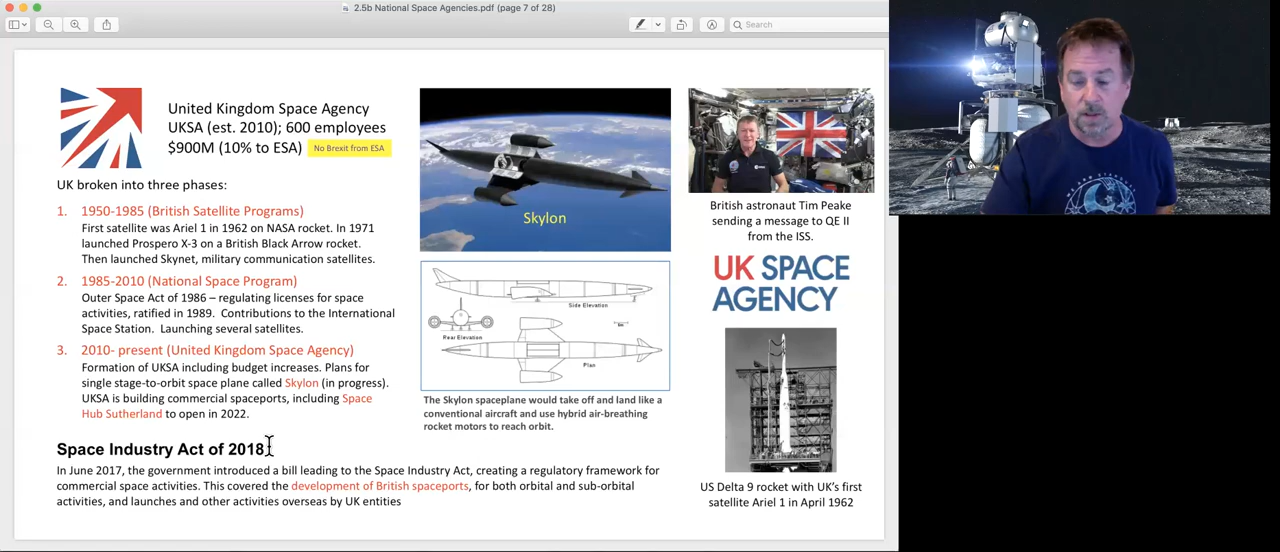 2.5b National Space Agencies.pdf (page 7 of 28)
Search
United Kingdom Space Agency
UKSA (est. 2010); 600 employees
$900M (10% to ESA)
No Brexit from ESA
UK broken into three phases:
1. 1950-1985 (British Satellite Programs)
First satellite was Ariel 1 in 1962 on NASA rocket. In 1971
launched Prospero X-3 on a British Black Arrow rocket.
Then launched Skynet, military communication satellites.
2. 1985-2010 (National Space Program)
Outer Space Act of 1986 – regulating licenses for space
activities, ratified in 1989. Contributions to the International
Space Station. Launching several satellites.
3. 2010- present (United Kingdom Space Agency)
Formation of UKSA including budget increases. Plans for
single stage-to-orbit space plane called Skylon (in progress).
UKSA is building commercial spaceports, including Space
Hub Sutherland to open in 2022.
Skylon
Side Elevation
Rear Elevation
Plan
The Skylon spaceplane would take off and land like a
conventional aircraft and use hybrid air-breathing
rocket motors to reach orbit.
British astronaut Tim Peake
sending a message to QE II
from the ISS.
UK SPACE
AGENCY
US Delta 9 rocket with UK's first
satellite Ariel 1 in April 1962
Space Industry Act of 2018
In June 2017, the government introduced a bill leading to the Space Industry Act, creating a regulatory framework for
commercial space activities. This covered the development of British spaceports, for both orbital and sub-orbital
activities, and launches and other activities overseas by UK entities